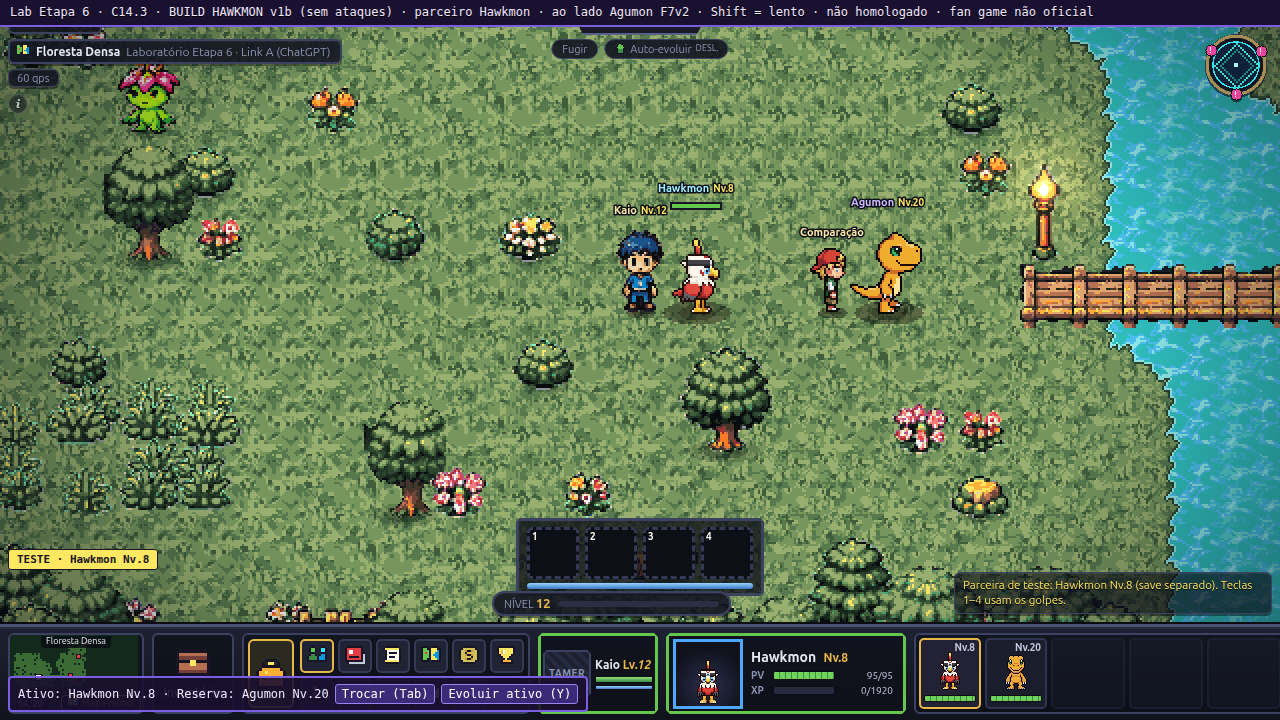 Lab Etapa 6 · C14.3 · BUILD HAWKMON v1b (sem ataques) · parceiro Hawkmon · ao lado Agumon F7v2 · Shift = lento · não homologado · fan game não oficial
Floresta Densa Laboratório Etapa 6 · Link A (ChatGPT)
Fugir
Auto-evoluir DESL.
60 qps
i
Hawkmon Nv.8
Kaio Nv.12
Agumon Nv.20
Comparação
1 2 3 4
NÍVEL 12
TESTE · Hawkmon Nv.8
Parceira de teste: Hawkmon Nv.8 (save separado). Teclas
1–4 usam os golpes.
Floresta Densa
TAMER
Kaio Lv.12
Hawkmon Nv.8
PV 95/95
XP 0/1920
Nv.8
Nv.20
Ativo: Hawkmon Nv.8 · Reserva: Agumon Nv.20 Trocar (Tab) Evoluir ativo (Y)